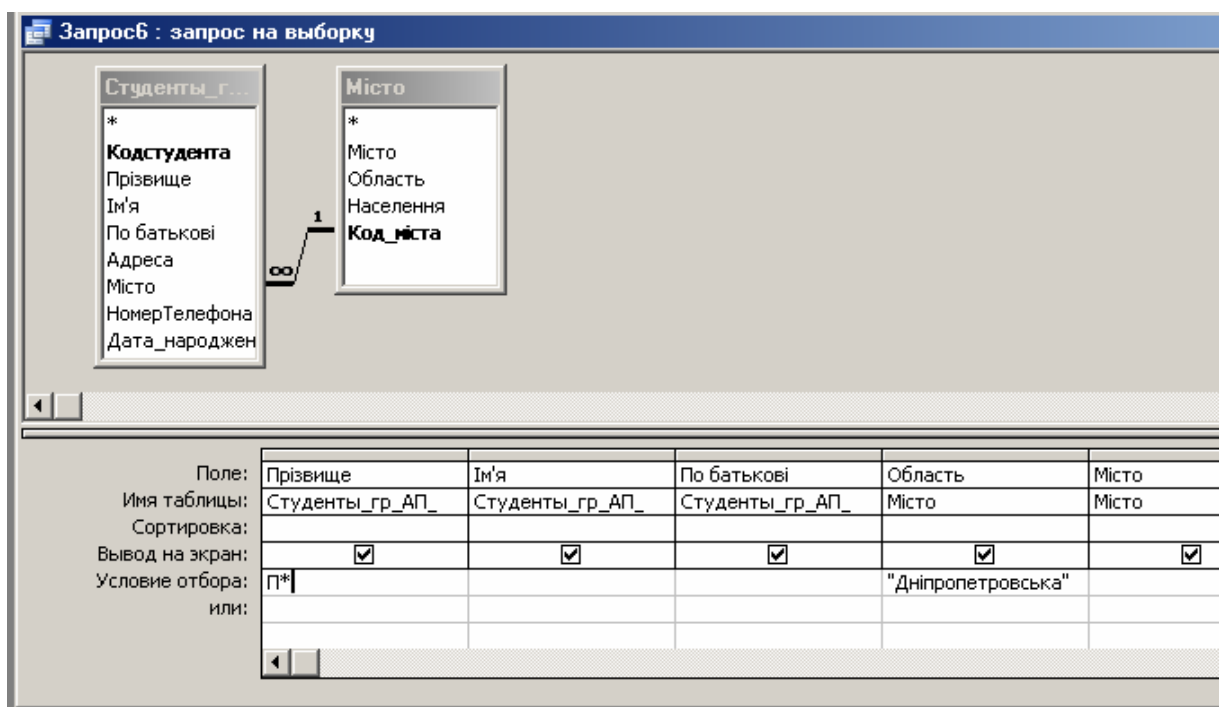 Запрос6 : запрос на выборку
Студенты_г...
*
Кодстудента
Прізвище
Ім'я
По батькові
Адреса
Місто
НомерТелефона
Дата_народжен
∞
1
Місто
*
Місто
Область
Населення
Код_міста
Поле: Прізвище Ім'я По батькові Область Місто
Имя таблицы: Студенты_гр_АП_ Студенты_гр_АП_ Студенты_гр_АП_ Місто Місто
Сортировка:
Вывод на экран:
Условие отбора: П* "Дніпропетровська"
или: